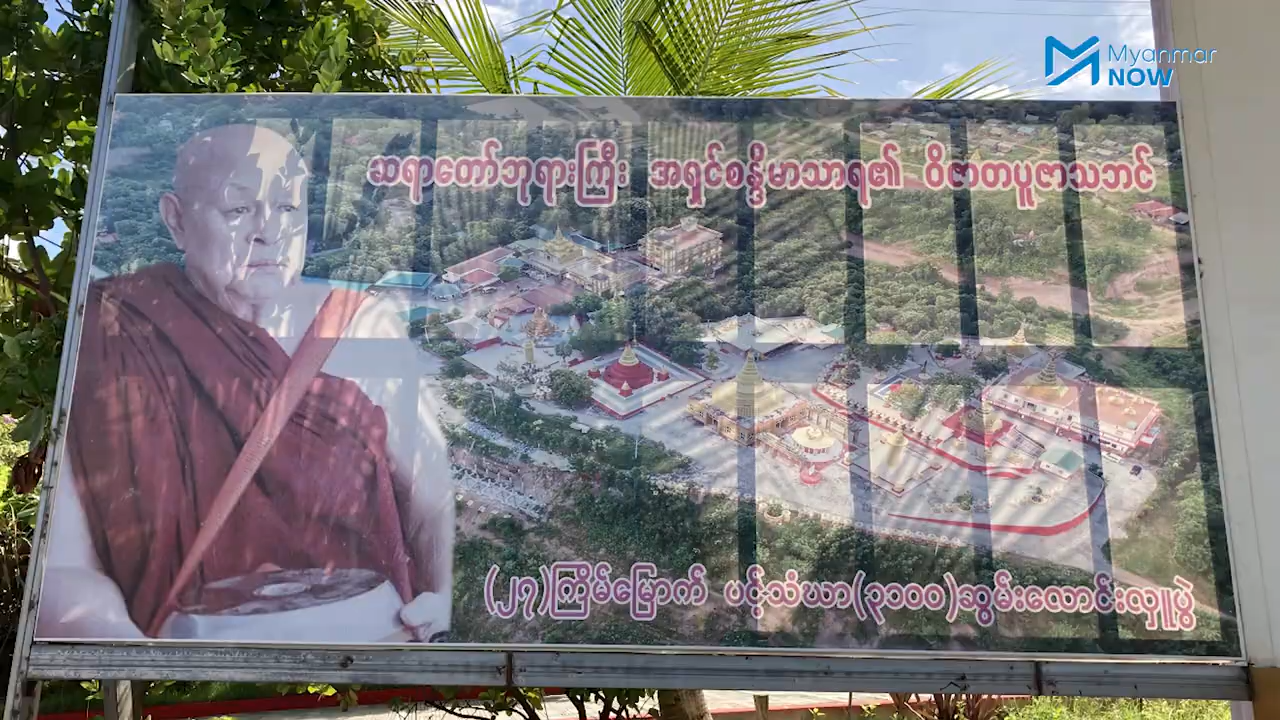 Myanmar
NOW
ဆရာတော်ဘုရားကြီး အရှင်စန္ဒိမာသာရ၏ ဝိဇာတပူဇာသဘင်
(၂၇)ကြိမ်မြောက် ပင့်သံဃာ(၃၁၀၀)ဆွမ်းလောင်းလှူပွဲ